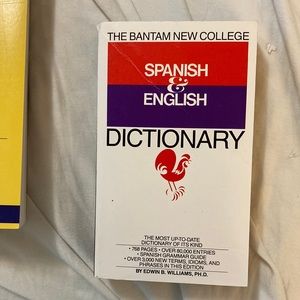 THE BANTAM NEW COLLEGE
SPANISH
&
ENGLISH
DICTIONARY
THE MOST UP-TO-DATE
DICTIONARY OF ITS KIND
• 768 PAGES • OVER 80,000 ENTRIES
• SPANISH GRAMMAR GUIDE
• OVER 3,000 NEW TERMS, IDIOMS, AND
PHRASES IN THIS EDITION
BY EDWIN B. WILLIAMS, PH.D.